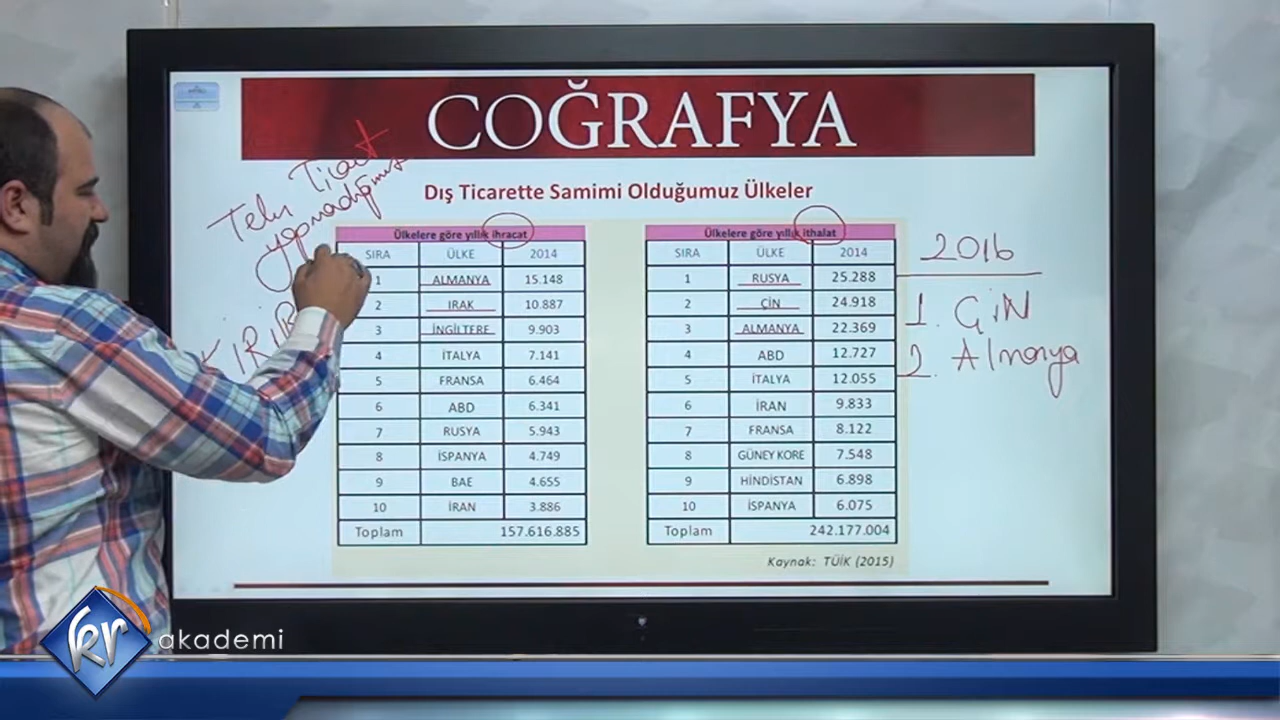 COĞRAFYA
Dış Ticarette Samimi Olduğumuz Ülkeler
Ticaret
yapmadığımız
Ülkelere göre yıllık ihracat
SIRA ÜLKE 2014
1 ALMANYA 15.148
2 IRAK 10.887
3 İNGİLTERE 9.903
4 İTALYA 7.141
5 FRANSA 6.464
6 ABD 6.341
7 RUSYA 5.943
8 İSPANYA 4.749
9 BAE 4.655
10 İRAN 3.886
Toplam 157.616.885
Ülkelere göre yıllık ithalat
SIRA ÜLKE 2014
1 RUSYA 25.288
2 ÇİN 24.918
3 ALMANYA 22.369
4 ABD 12.727
5 İTALYA 12.055
6 İRAN 9.833
7 FRANSA 8.122
8 GÜNEY KORE 7.548
9 HİNDİSTAN 6.898
10 İSPANYA 6.075
Toplam 242.177.004
2016
1. ÇİN
2. Almanya
Kaynak: TÜİK (2015)
kr akademi